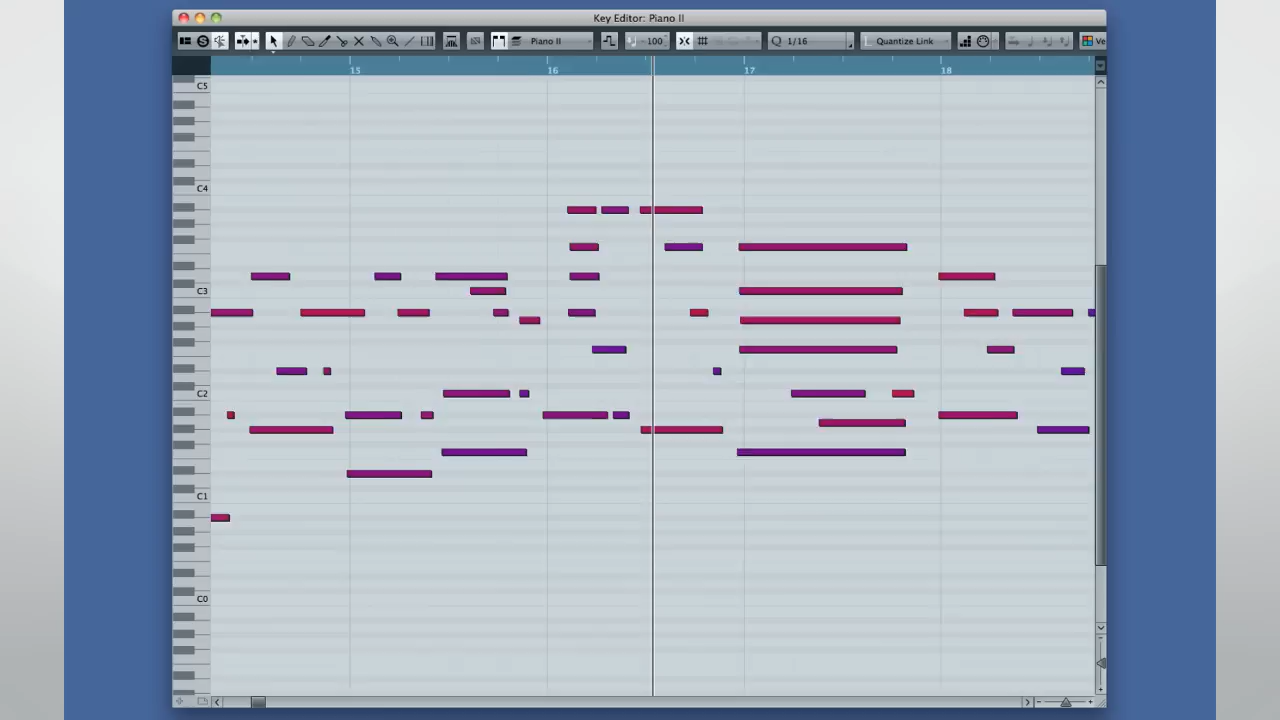 Key Editor: Piano II
S Piano II 100 Q 1/16 Quantize Link Ve
15 16 17 18
C5
C4
C3
C2
C1
C0